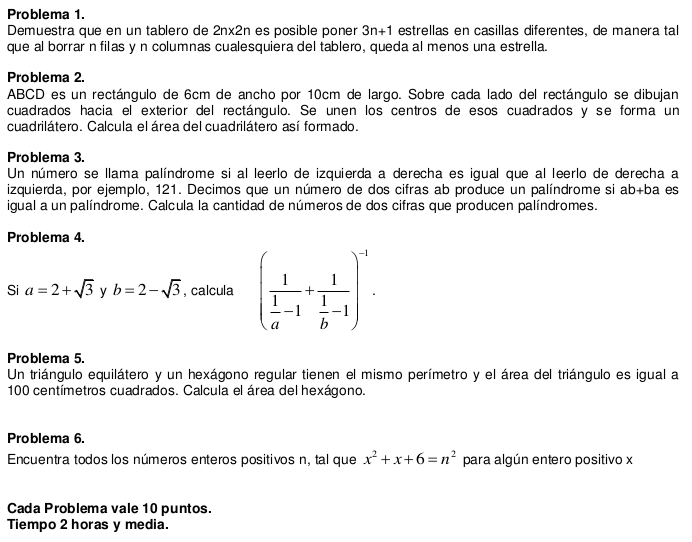 Problema 1.
Demuestra que en un tablero de 2nx2n es posible poner 3n+1 estrellas en casillas diferentes, de manera tal
que al borrar n filas y n columnas cualesquiera del tablero, queda al menos una estrella.
Problema 2.
ABCD es un rectángulo de 6cm de ancho por 10cm de largo. Sobre cada lado del rectángulo se dibujan
cuadrados hacia el exterior del rectángulo. Se unen los centros de esos cuadrados y se forma un
cuadrilátero. Calcula el área del cuadrilátero así formado.
Problema 3.
Un número se llama palíndrome si al leerlo de izquierda a derecha es igual que al leerlo de derecha a
izquierda, por ejemplo, 121. Decimos que un número de dos cifras ab produce un palíndrome si ab+ba es
igual a un palíndrome. Calcula la cantidad de números de dos cifras que producen palíndromes.
Problema 4.
Si a = 2+√3 y b = 2−√3, calcula (1/(1/a −1) + 1/(1/b −1))^−1.
Problema 5.
Un triángulo equilátero y un hexágono regular tienen el mismo perímetro y el área del triángulo es igual a
100 centímetros cuadrados. Calcula el área del hexágono.
Problema 6.
Encuentra todos los números enteros positivos n, tal que x² + x + 6 = n² para algún entero positivo x
Cada Problema vale 10 puntos.
Tiempo 2 horas y media.